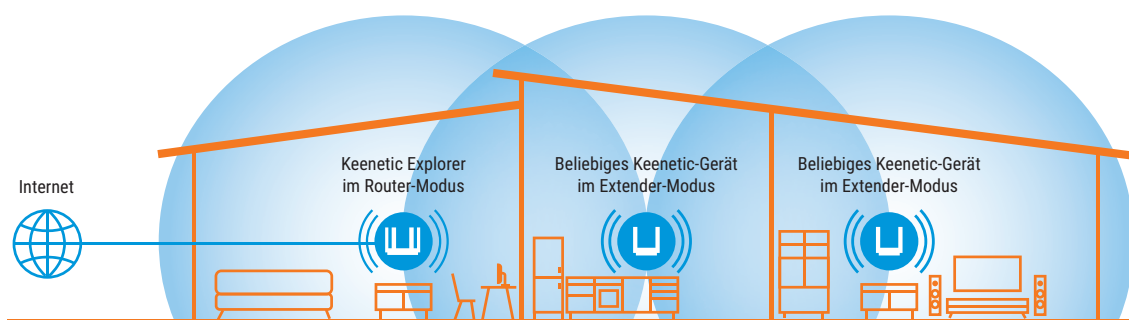 Internet
Keenetic Explorer
im Router-Modus
Beliebiges Keenetic-Gerät
im Extender-Modus
Beliebiges Keenetic-Gerät
im Extender-Modus